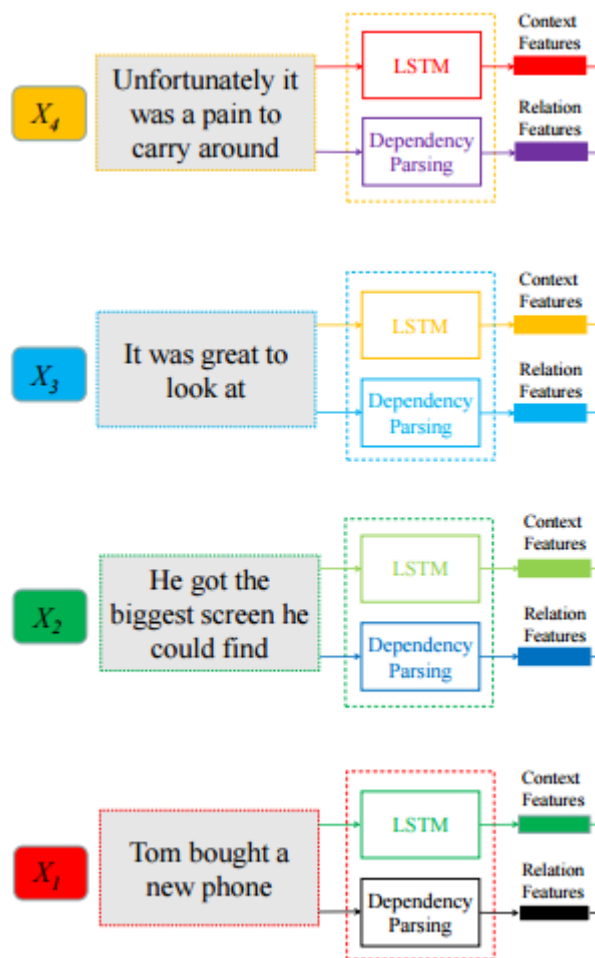 Context
Features
X4
Unfortunately it
was a pain to
carry around
LSTM
Relation
Features
Dependency
Parsing
Context
Features
X3
It was great to
look at
LSTM
Relation
Features
Dependency
Parsing
Context
Features
X2
He got the
biggest screen he
could find
LSTM
Relation
Features
Dependency
Parsing
Context
Features
X1
Tom bought a
new phone
LSTM
Relation
Features
Dependency
Parsing